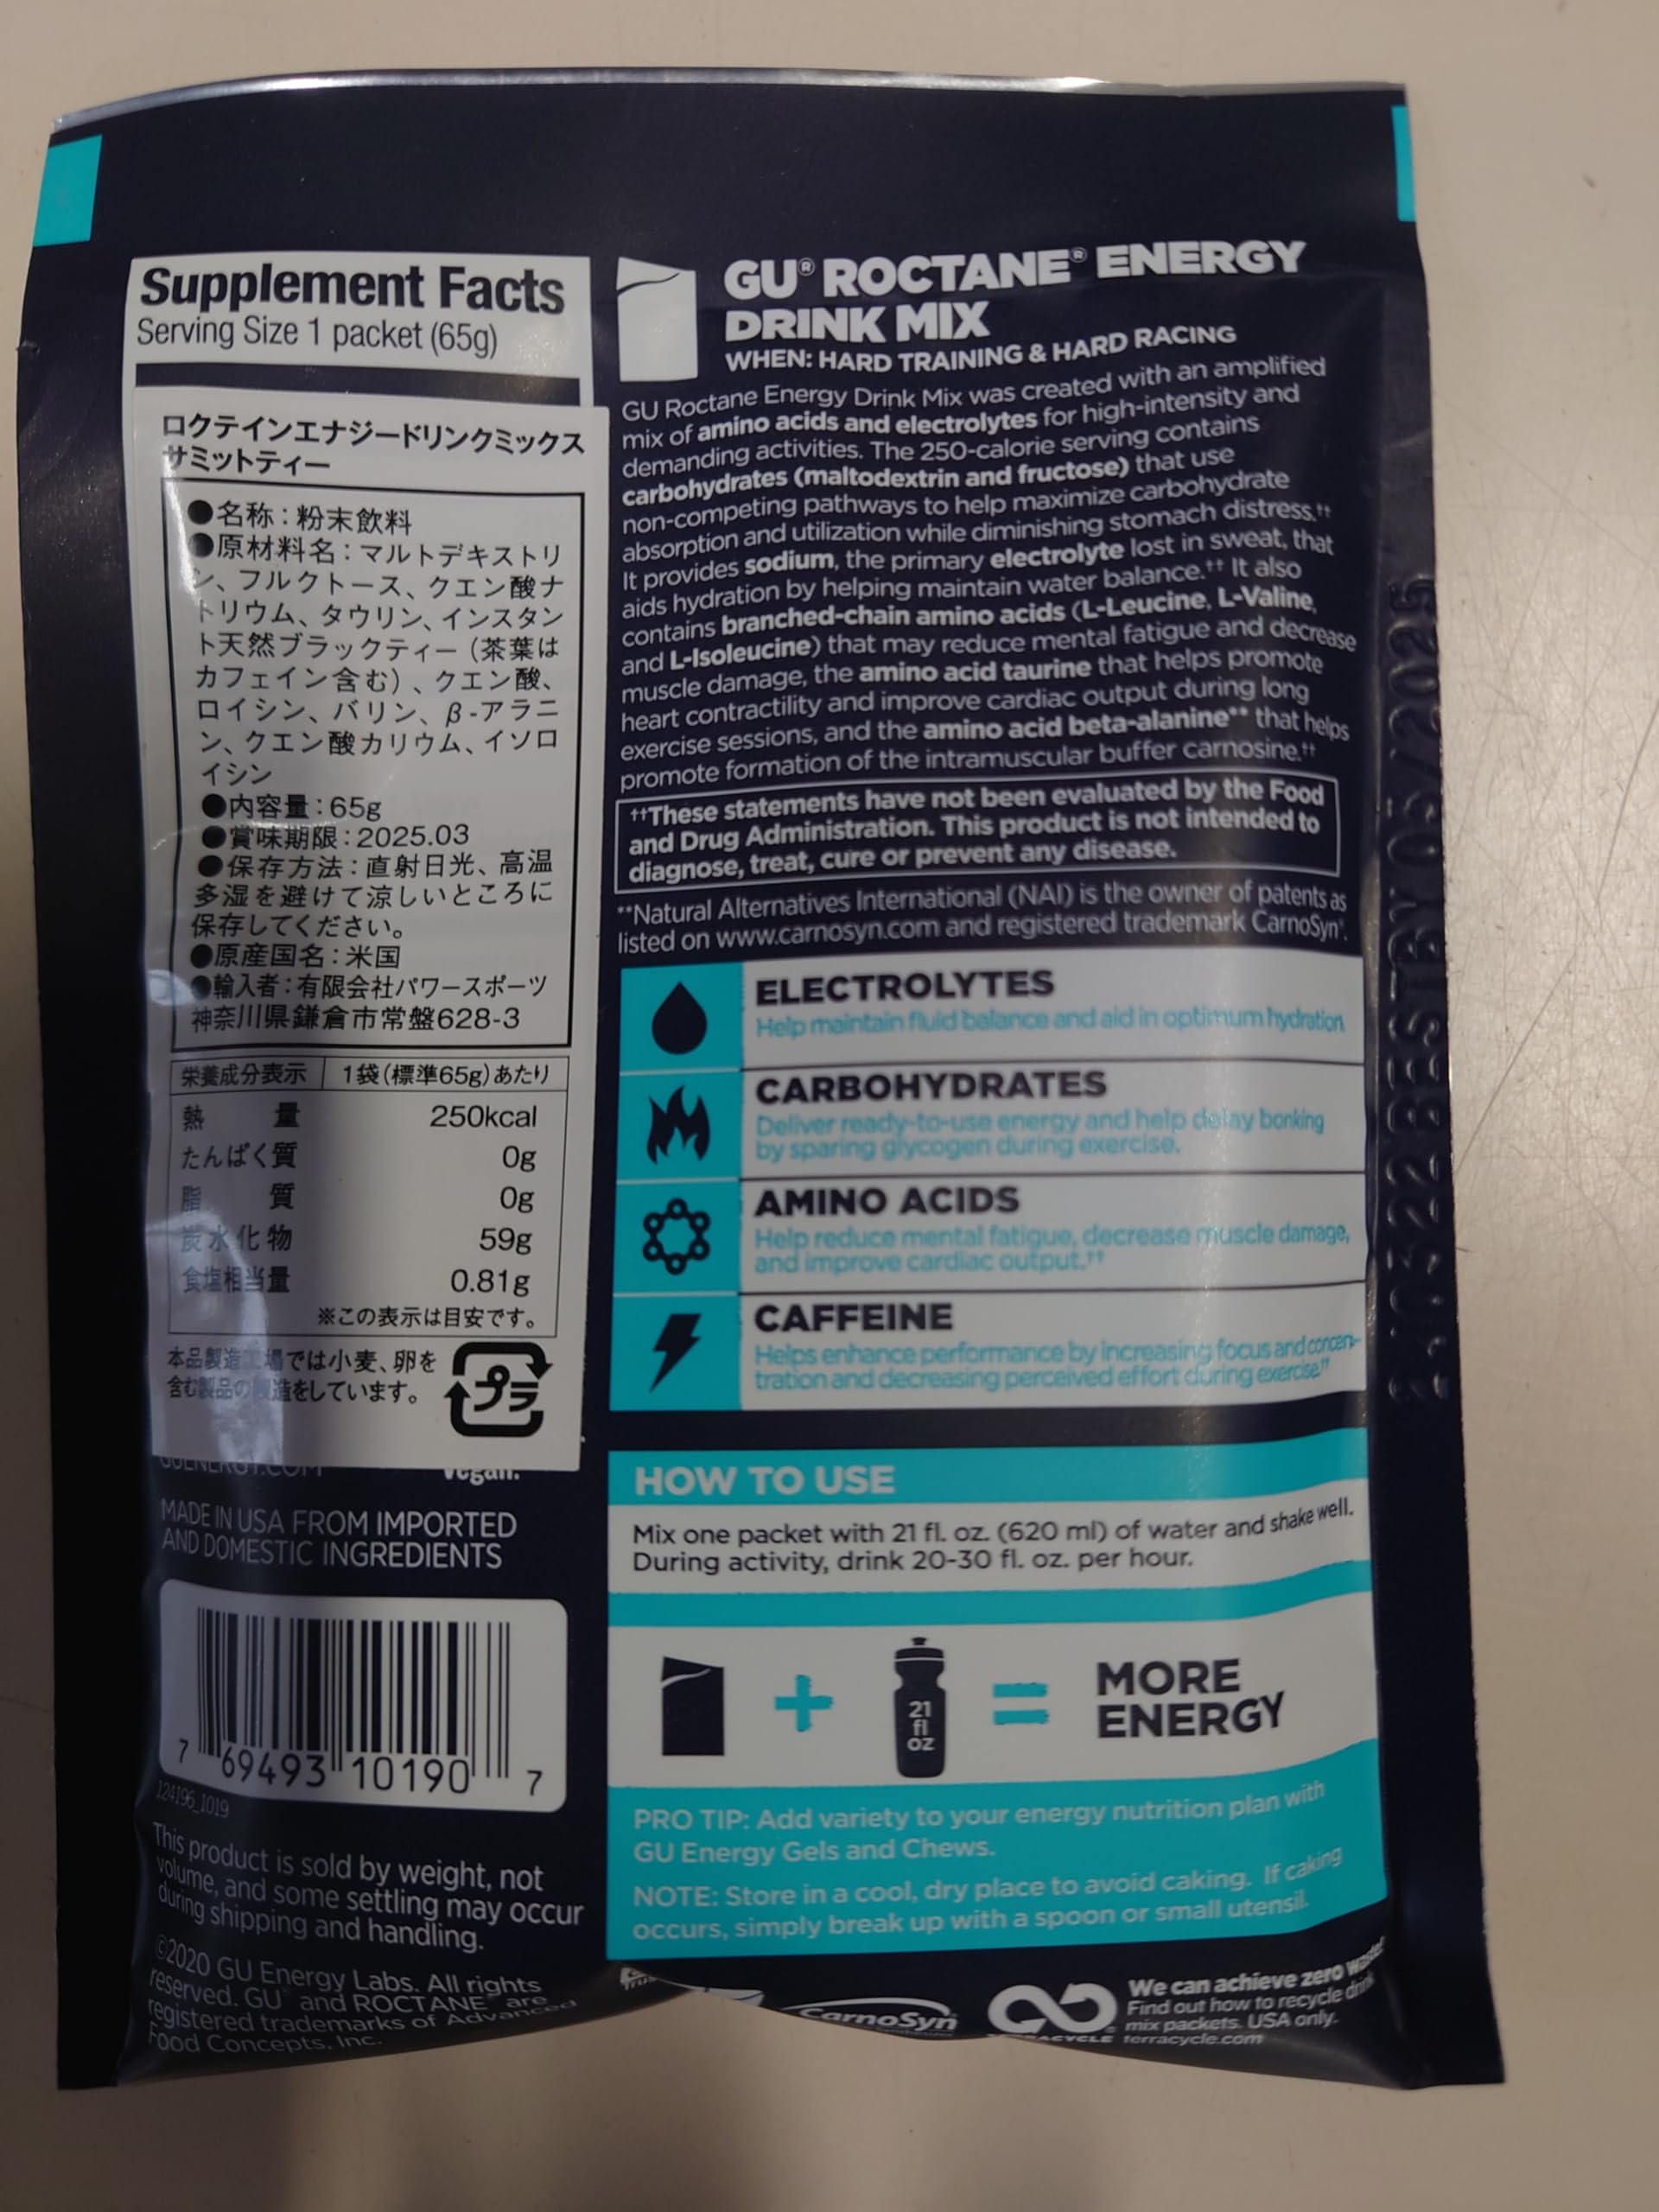 Supplement Facts
Serving Size 1 packet (65g)
ロクテインエナジードリンクミックス
サミットティー
●名称：粉末飲料
●原材料名：マルトデキストリ
ン、フルクトース、クエン酸ナ
トリウム、タウリン、インスタン
ト天然ブラックティー（茶葉は
カフェイン含む）、クエン酸、
ロイシン、バリン、β-アラニ
ン、クエン酸カリウム、イソロ
イシン
●内容量：65g
●賞味期限：2025.03
●保存方法：直射日光、高温
多湿を避けて涼しいところに
保存してください。
●原産国名：米国
●輸入者：有限会社パワースポーツ
神奈川県鎌倉市常盤628-3
栄養成分表示 1袋(標準65g)あたり
熱量 250kcal
たんぱく質 0g
脂質 0g
炭水化物 59g
食塩相当量 0.81g
※この表示は目安です。
本品製造工場では小麦、卵を
含む製品の製造をしています。
プラ
GUENERGY.COM vegan.
MADE IN USA FROM IMPORTED
AND DOMESTIC INGREDIENTS
7 69493 10190 7
124196_1019
This product is sold by weight, not
volume, and some settling may occur
during shipping and handling.
©2020 GU Energy Labs. All rights
reserved. GU® and ROCTANE® are
registered trademarks of Advanced
Food Concepts, Inc.
GU® ROCTANE® ENERGY
DRINK MIX
WHEN: HARD TRAINING & HARD RACING
GU Roctane Energy Drink Mix was created with an amplified
mix of amino acids and electrolytes for high-intensity and
demanding activities. The 250-calorie serving contains
carbohydrates (maltodextrin and fructose) that use
non-competing pathways to help maximize carbohydrate
absorption and utilization while diminishing stomach distress.††
It provides sodium, the primary electrolyte lost in sweat, that
aids hydration by helping maintain water balance.†† It also
contains branched-chain amino acids (L-Leucine, L-Valine,
and L-Isoleucine) that may reduce mental fatigue and decrease
muscle damage, the amino acid taurine that helps promote
heart contractility and improve cardiac output during long
exercise sessions, and the amino acid beta-alanine** that helps
promote formation of the intramuscular buffer carnosine.††
††These statements have not been evaluated by the Food
and Drug Administration. This product is not intended to
diagnose, treat, cure or prevent any disease.
**Natural Alternatives International (NAI) is the owner of patents as
listed on www.carnosyn.com and registered trademark CarnoSyn®.
ELECTROLYTES
Help maintain fluid balance and aid in optimum hydration
CARBOHYDRATES
Deliver ready-to-use energy and help delay bonking
by sparing glycogen during exercise.
AMINO ACIDS
Help reduce mental fatigue, decrease muscle damage,
and improve cardiac output.††
CAFFEINE
Helps enhance performance by increasing focus and concen-
tration and decreasing perceived effort during exercise††
HOW TO USE
Mix one packet with 21 fl. oz. (620 ml) of water and shake well.
During activity, drink 20-30 fl. oz. per hour.
21
fl
oz
+ = MORE
ENERGY
PRO TIP: Add variety to your energy nutrition plan with
GU Energy Gels and Chews.
NOTE: Store in a cool, dry place to avoid caking. If caking
occurs, simply break up with a spoon or small utensil.
CarnoSyn®
We can achieve zero waste!
Find out how to recycle drink
mix packets. USA only.
terracycle.com
BEST BY 03/2025